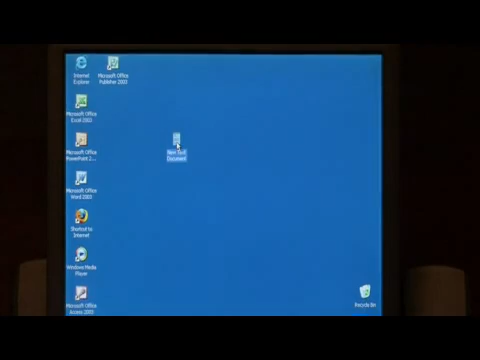 Internet
Explorer
Microsoft Office
Publisher 2003
Microsoft Office
Excel 2003
Microsoft Office
PowerPoint 2...
New Text
Document
Microsoft Office
Word 2003
Shortcut to
Internet
Windows Media
Player
Microsoft Office
Access 2003
Recycle Bin